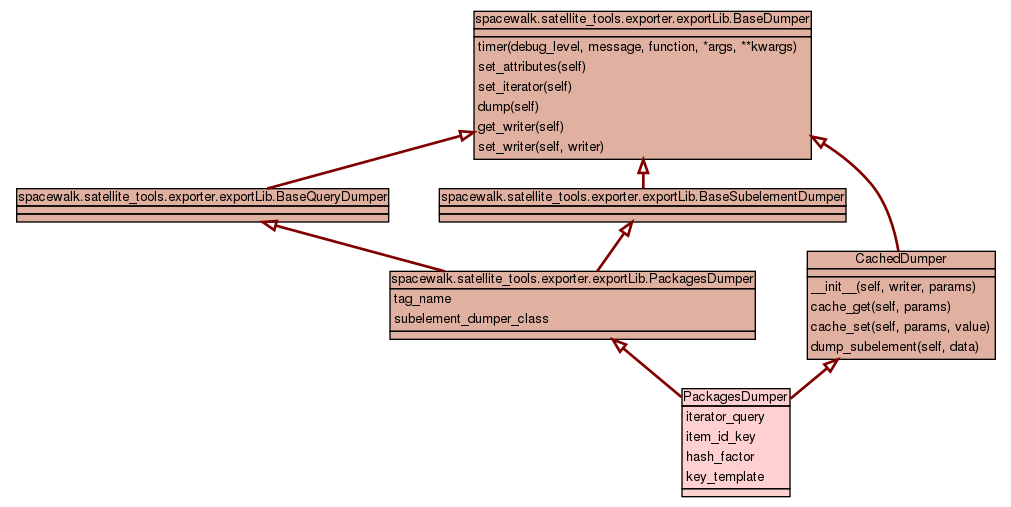 spacewalk.satellite_tools.exporter.exportLib.BaseDumper
timer(debug_level, message, function, *args, **kwargs)
set_attributes(self)
set_iterator(self)
dump(self)
get_writer(self)
set_writer(self, writer)
spacewalk.satellite_tools.exporter.exportLib.BaseQueryDumper
spacewalk.satellite_tools.exporter.exportLib.BaseSubelementDumper
CachedDumper
__init__(self, writer, params)
cache_get(self, params)
cache_set(self, params, value)
dump_subelement(self, data)
spacewalk.satellite_tools.exporter.exportLib.PackagesDumper
tag_name
subelement_dumper_class
PackagesDumper
iterator_query
item_id_key
hash_factor
key_template